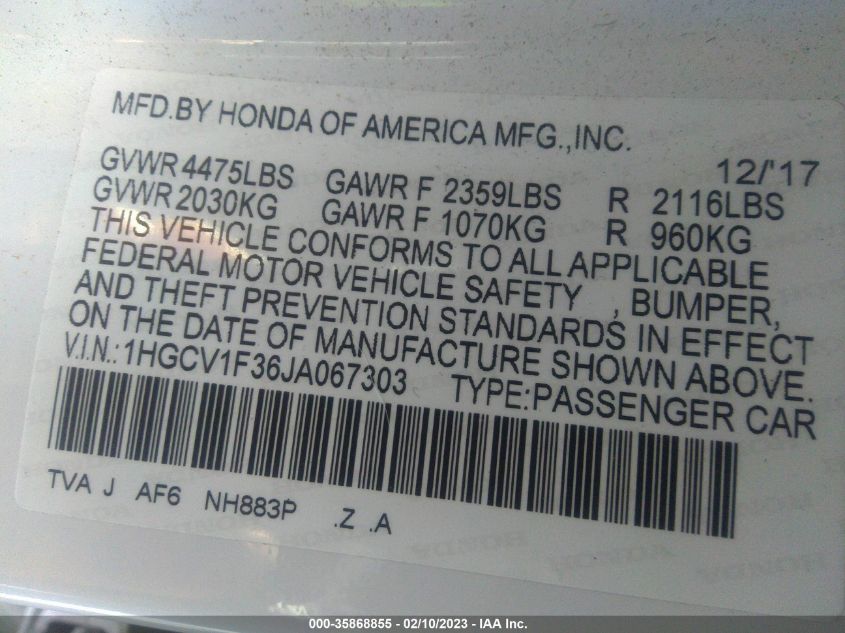 MFD.BY HONDA OF AMERICA MFG.,INC.
12/'17
GVWR 4475LBS GAWR F 2359LBS R 2116LBS
GVWR 2030KG GAWR F 1070KG R 960KG
THIS VEHICLE CONFORMS TO ALL APPLICABLE
FEDERAL MOTOR VEHICLE SAFETY , BUMPER,
AND THEFT PREVENTION STANDARDS IN EFFECT
ON THE DATE OF MANUFACTURE SHOWN ABOVE.
V.I.N.: 1HGCV1F36JA067303 TYPE:PASSENGER CAR
TVA J AF6 NH883P .Z .A
HONDA HONDA HONDA
000-35868855 - 02/10/2023 - IAA Inc.